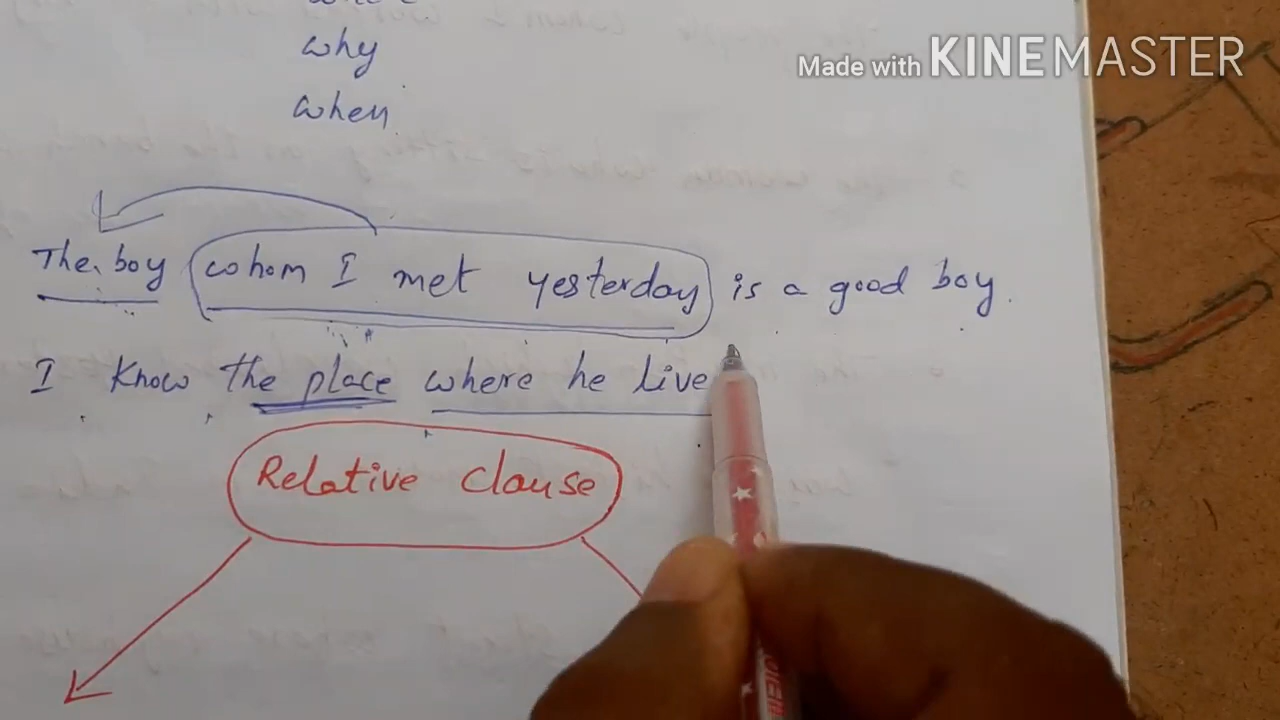 why
Made with KINEMASTER
when
The boy whom I met yesterday is a good boy.
I know the place where he live
Relative Clause